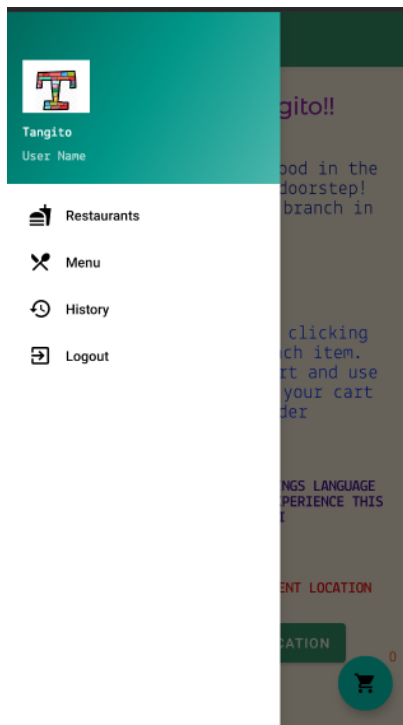 T
Tangito
User Name
Restaurants
Menu
History
Logout
gito!!
ood in the
doorstep!
branch in
clicking
ch item.
rt and use
your cart
der
NGS LANGUAGE
PERIENCE THIS
I
ENT LOCATION
CATION
0